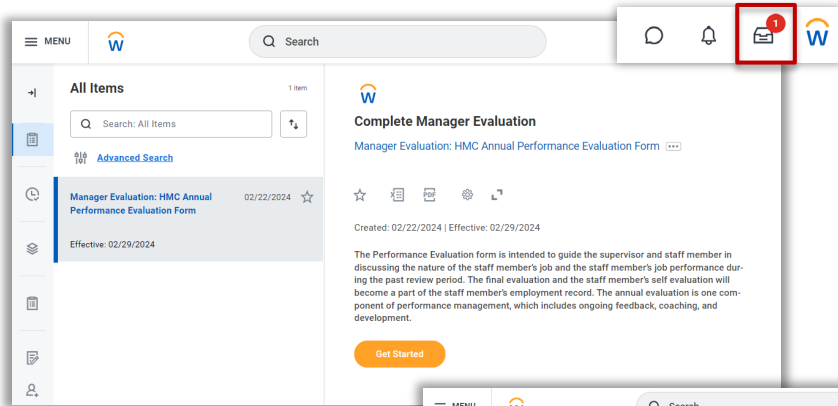 MENU
Search
1
All Items
1 item
Search: All Items
Advanced Search
Manager Evaluation: HMC Annual
Performance Evaluation Form
02/22/2024
Effective: 02/29/2024
Complete Manager Evaluation
Manager Evaluation: HMC Annual Performance Evaluation Form
PDF
Created: 02/22/2024 | Effective: 02/29/2024
The Performance Evaluation form is intended to guide the supervisor and staff member in
discussing the nature of the staff member's job and the staff member's job performance dur-
ing the past review period. The final evaluation and the staff member's self evaluation will
become a part of the staff member's employment record. The annual evaluation is one com-
ponent of performance management, which includes ongoing feedback, coaching, and
development.
Get Started
MENU
Search